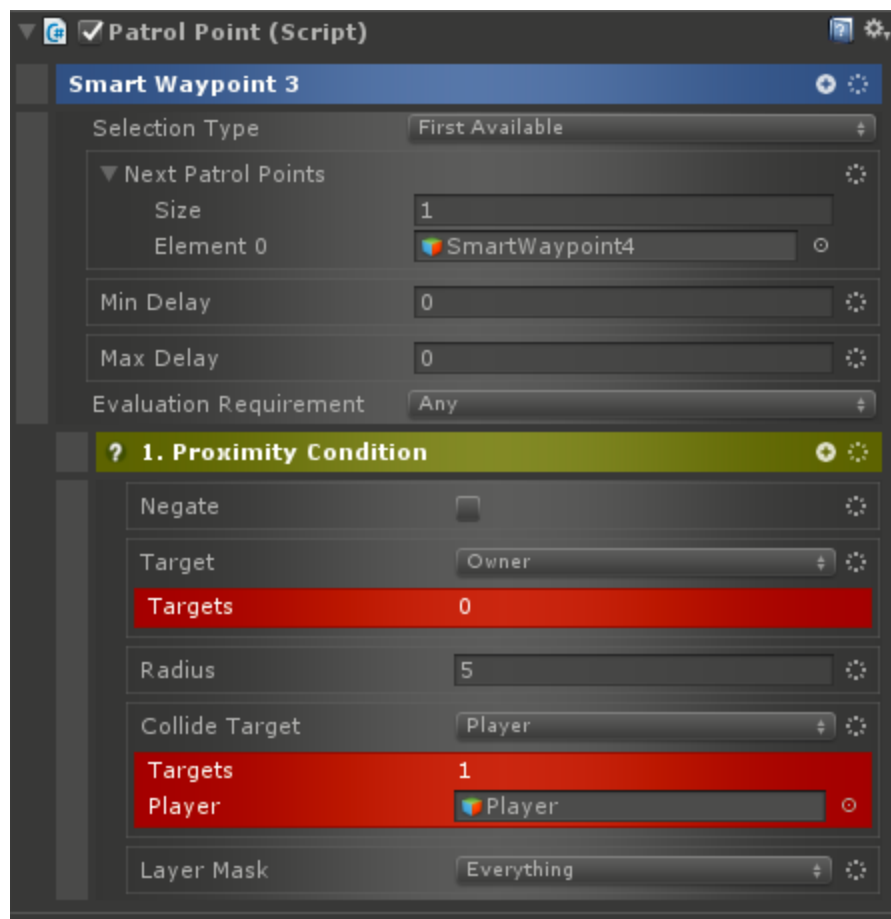 Patrol Point (Script)
Smart Waypoint 3
Selection Type First Available
Next Patrol Points
Size 1
Element 0 SmartWaypoint4
Min Delay 0
Max Delay 0
Evaluation Requirement Any
? 1. Proximity Condition
Negate
Target Owner
Targets 0
Radius 5
Collide Target Player
Targets 1
Player Player
Layer Mask Everything